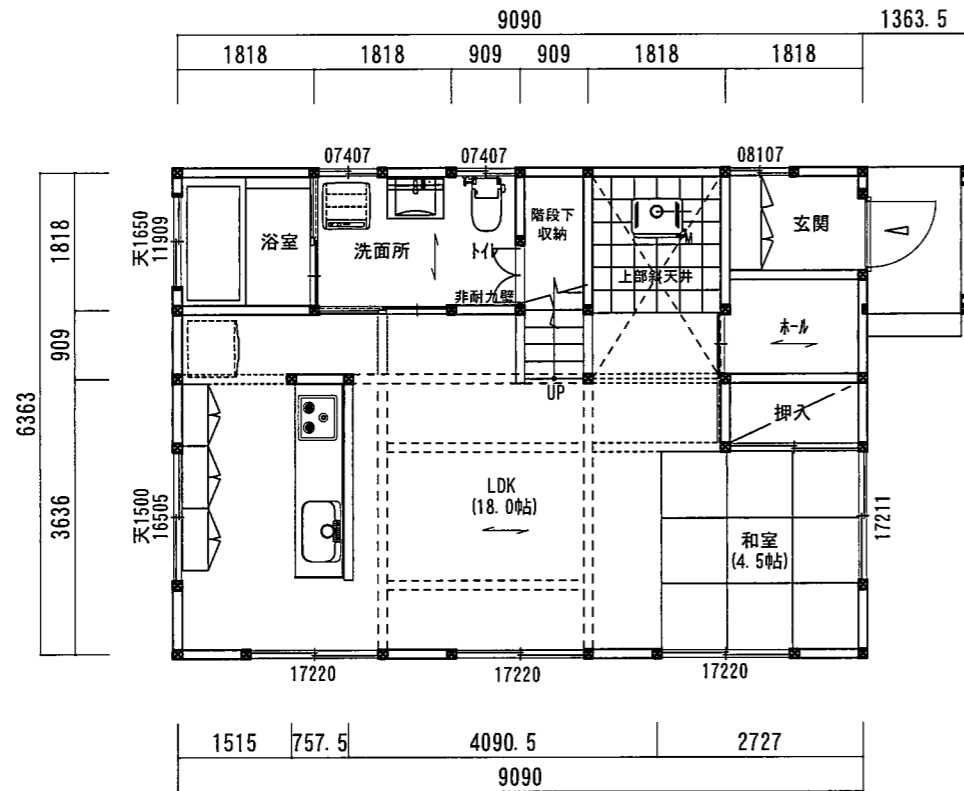 9090
1363.5
1818
1818
909
909
1818
1818
07407
07407
08107
6363
1818
909
3636
天1650
11909
天1500
16505
浴室
洗面所
トイレ
階段下
収納
玄関
上部斜天井
非耐力壁
ホール
UP
押入
LDK
(18.0帖)
和室
(4.5帖)
17211
17220
17220
17220
1515
757.5
4090.5
2727
9090